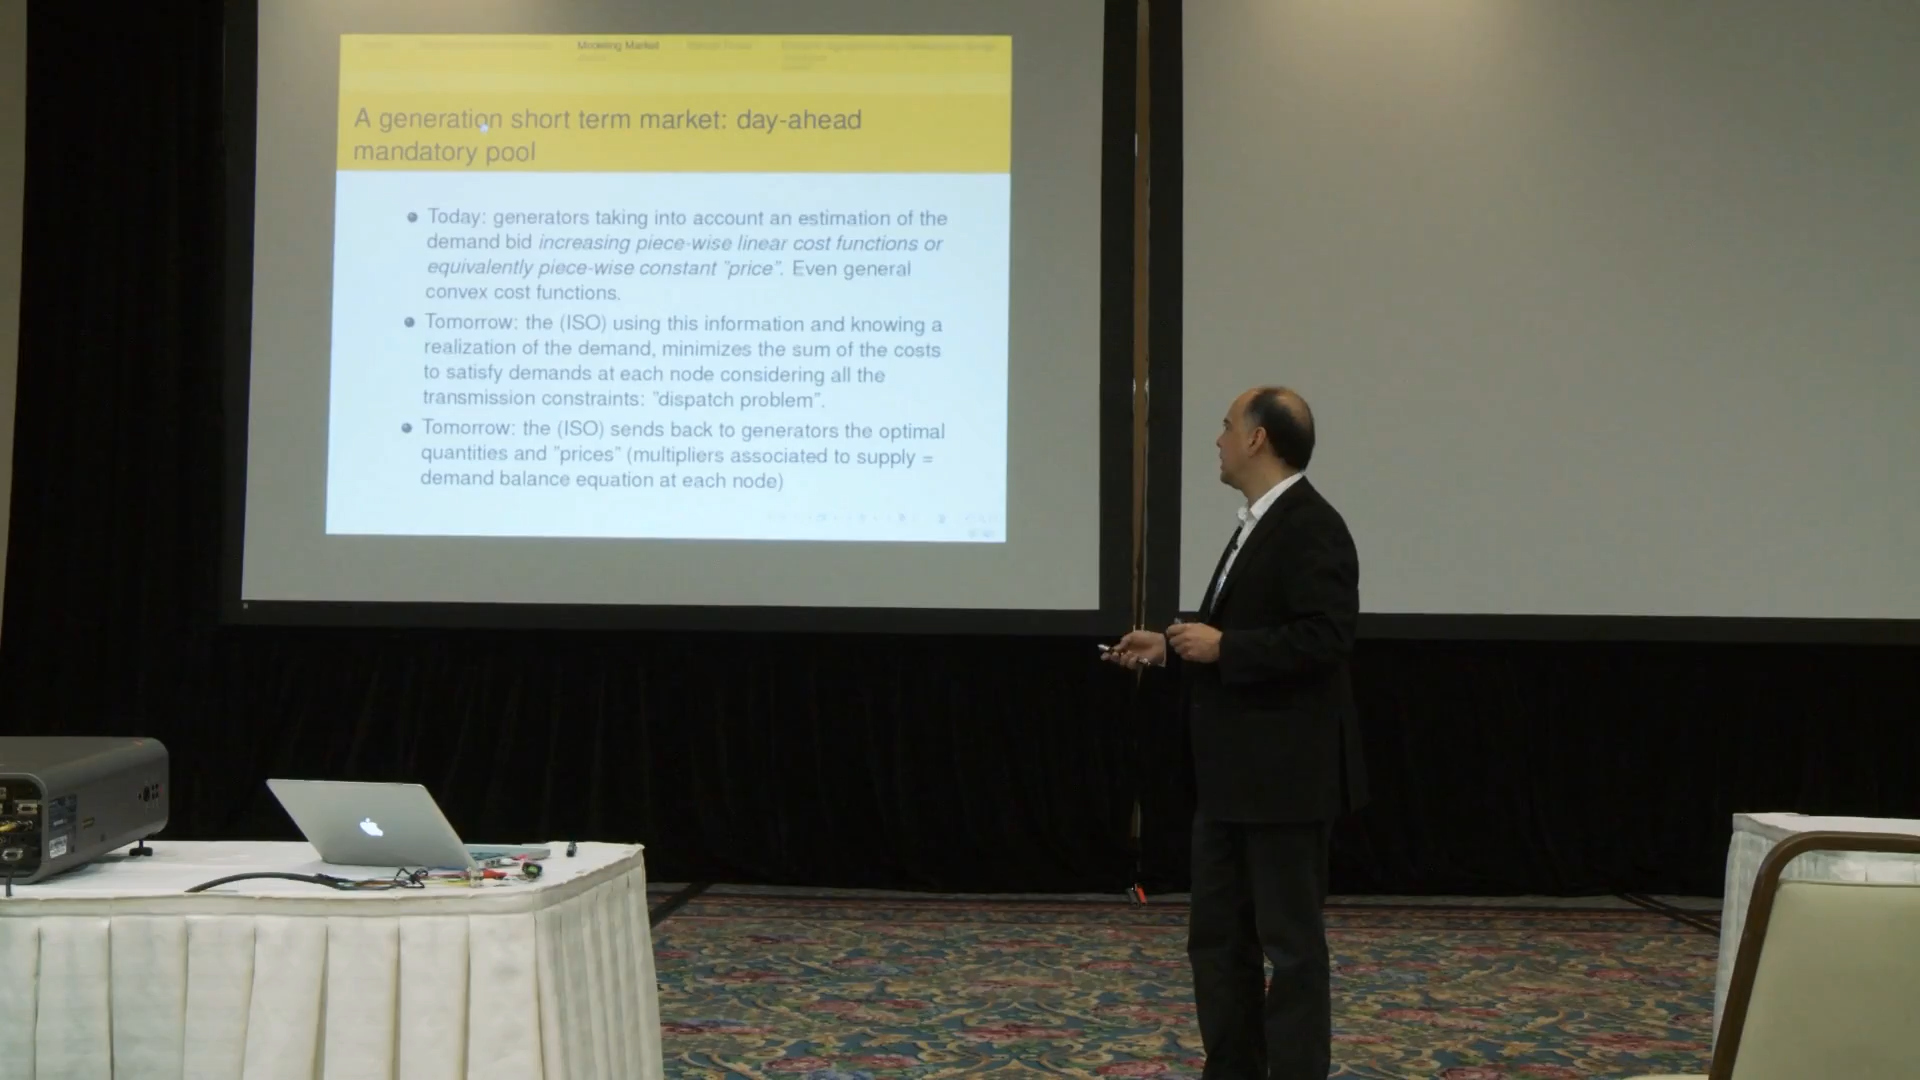 Modeling Market
A generation short term market: day-ahead
mandatory pool
Today: generators taking into account an estimation of the
demand bid increasing piece-wise linear cost functions or
equivalently piece-wise constant "price". Even general
convex cost functions.
Tomorrow: the (ISO) using this information and knowing a
realization of the demand, minimizes the sum of the costs
to satisfy demands at each node considering all the
transmission constraints: "dispatch problem".
Tomorrow: the (ISO) sends back to generators the optimal
quantities and "prices" (multipliers associated to supply =
demand balance equation at each node)